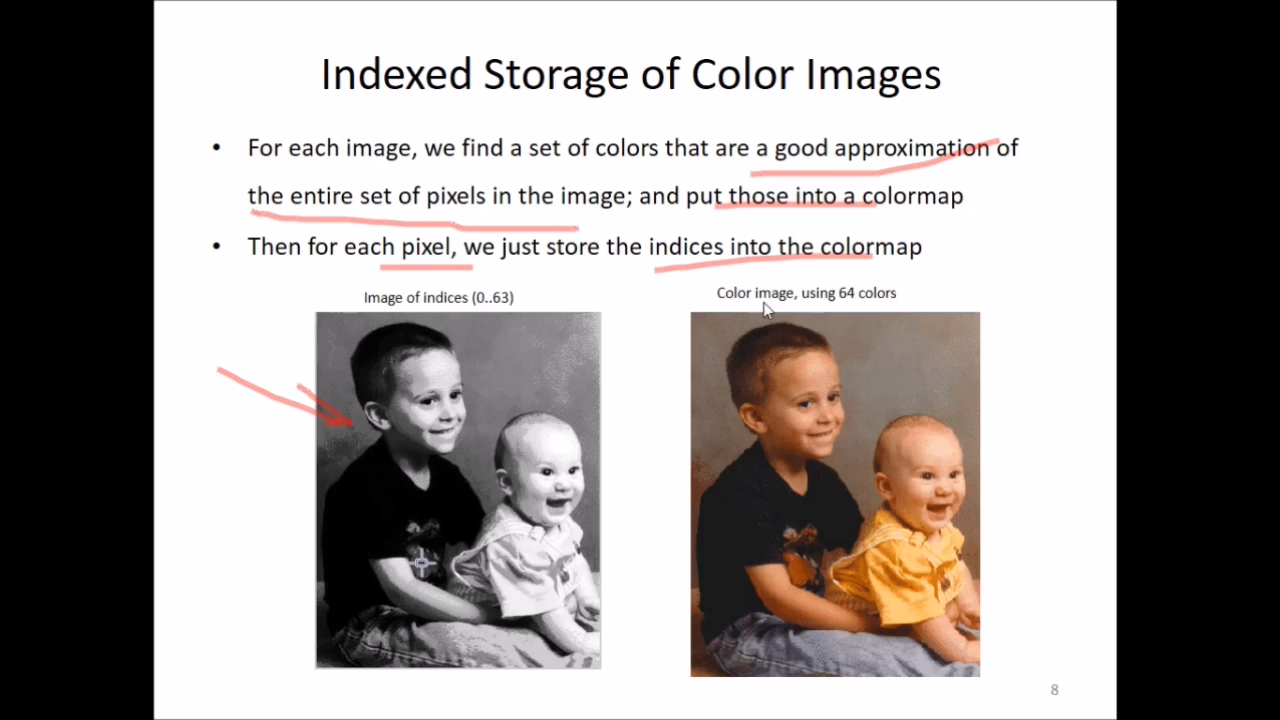 Indexed Storage of Color Images
• For each image, we find a set of colors that are a good approximation of
the entire set of pixels in the image; and put those into a colormap
• Then for each pixel, we just store the indices into the colormap
Image of indices (0..63)
Color image, using 64 colors
8